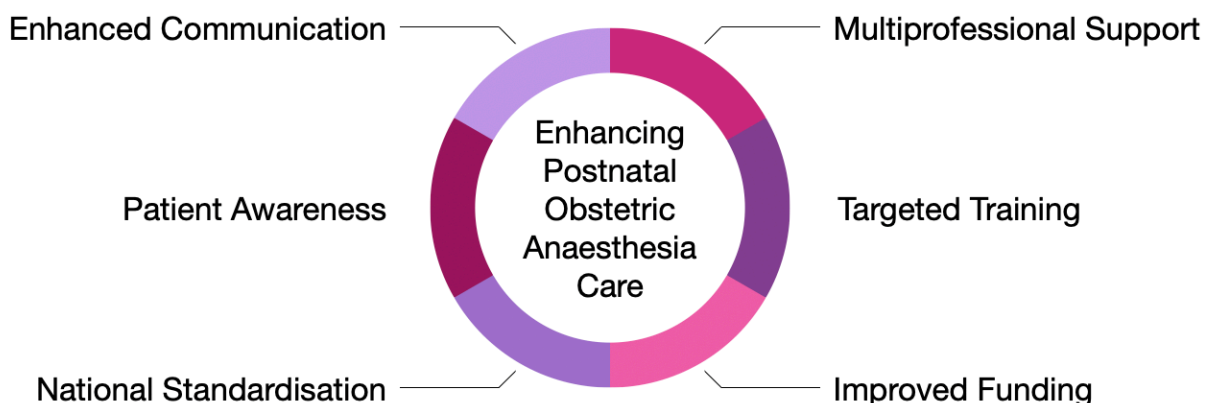 Enhanced Communication
Multiprofessional Support
Enhancing
Postnatal
Obstetric
Anaesthesia
Care
Patient Awareness
Targeted Training
National Standardisation
Improved Funding